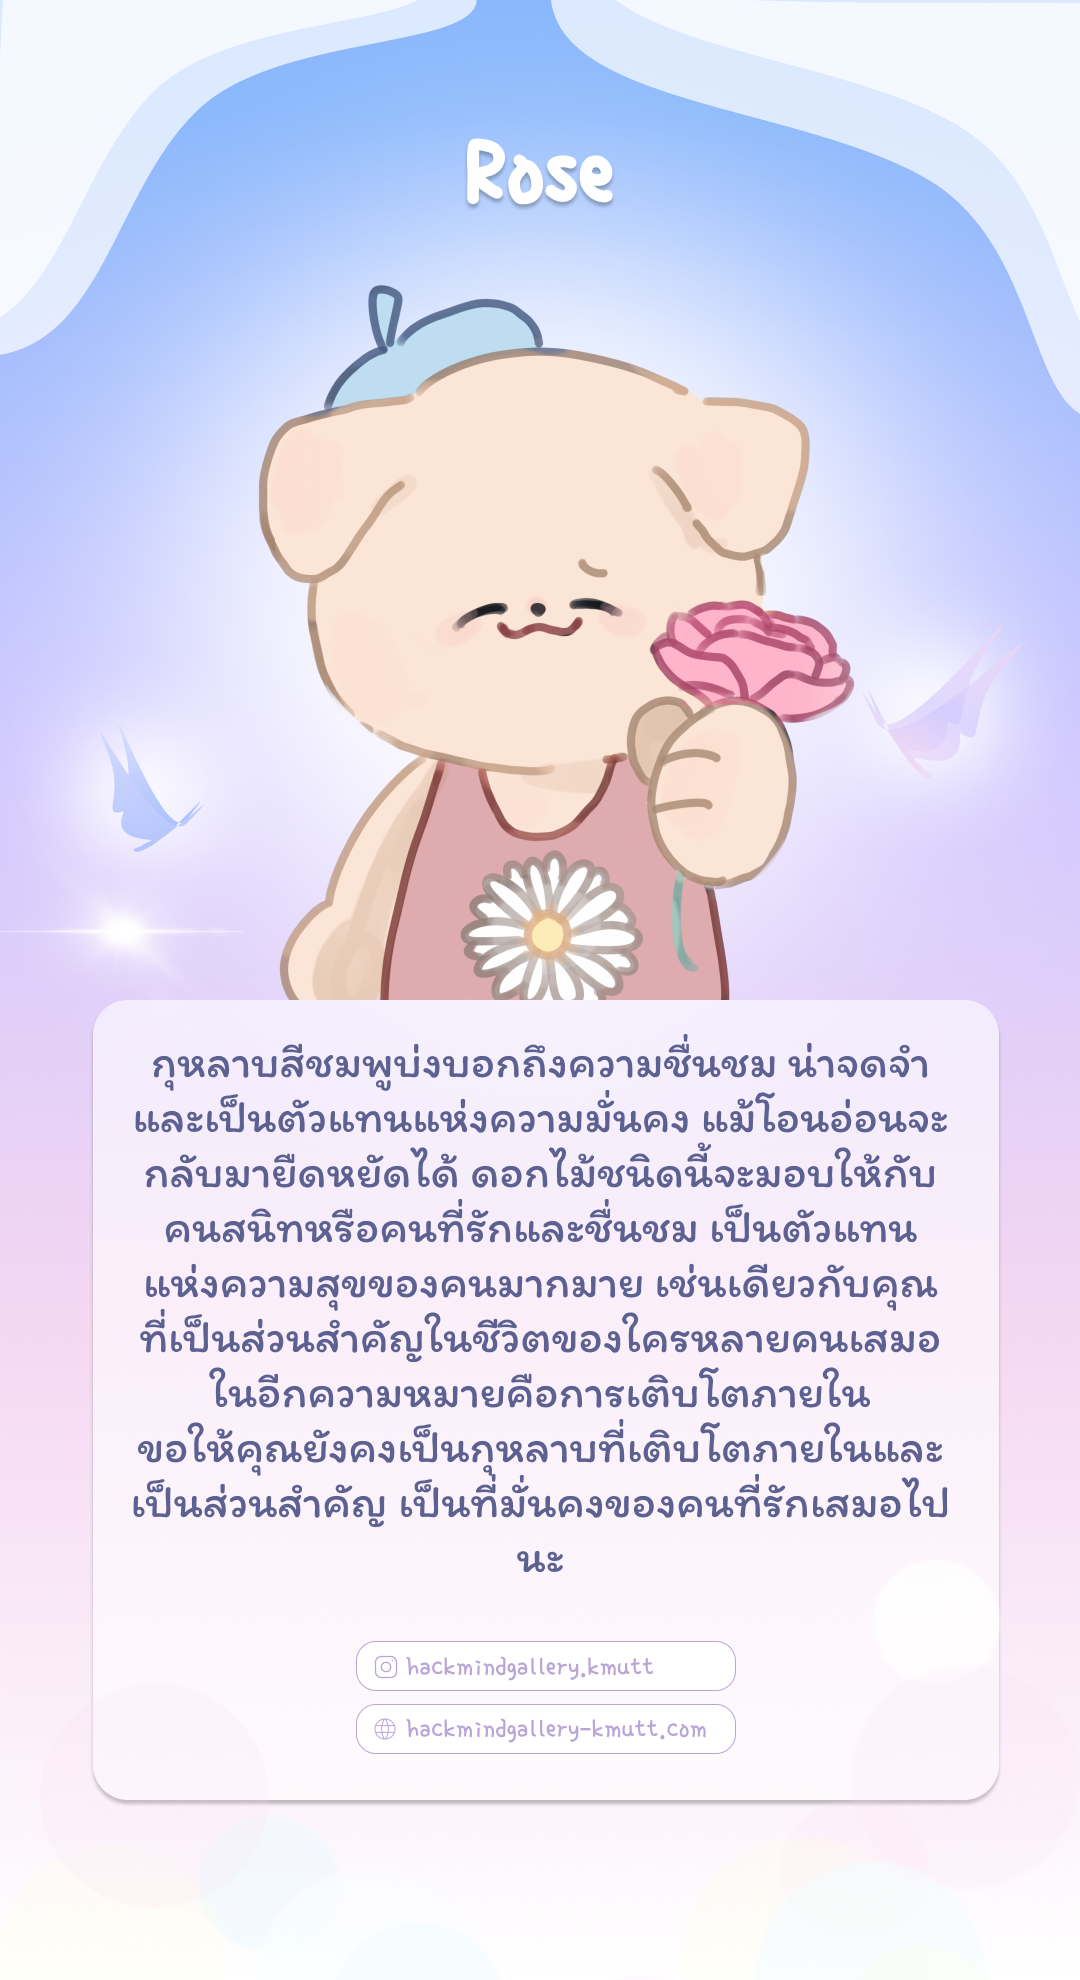 Rose
กุหลาบสีชมพูบ่งบอกถึงความชื่นชม น่าจดจำ
และเป็นตัวแทนแห่งความมั่นคง แม้โอนอ่อนจะ
กลับมายืดหยัดได้ ดอกไม้ชนิดนี้จะมอบให้กับ
คนสนิทหรือคนที่รักและชื่นชม เป็นตัวแทน
แห่งความสุขของคนมากมาย เช่นเดียวกับคุณ
ที่เป็นส่วนสำคัญในชีวิตของใครหลายคนเสมอ
ในอีกความหมายคือการเติบโตภายใน
ขอให้คุณยังคงเป็นกุหลาบที่เติบโตภายในและ
เป็นส่วนสำคัญ เป็นที่มั่นคงของคนที่รักเสมอไป
นะ
hackmindgallery.kmutt
hackmindgallery-kmutt.com